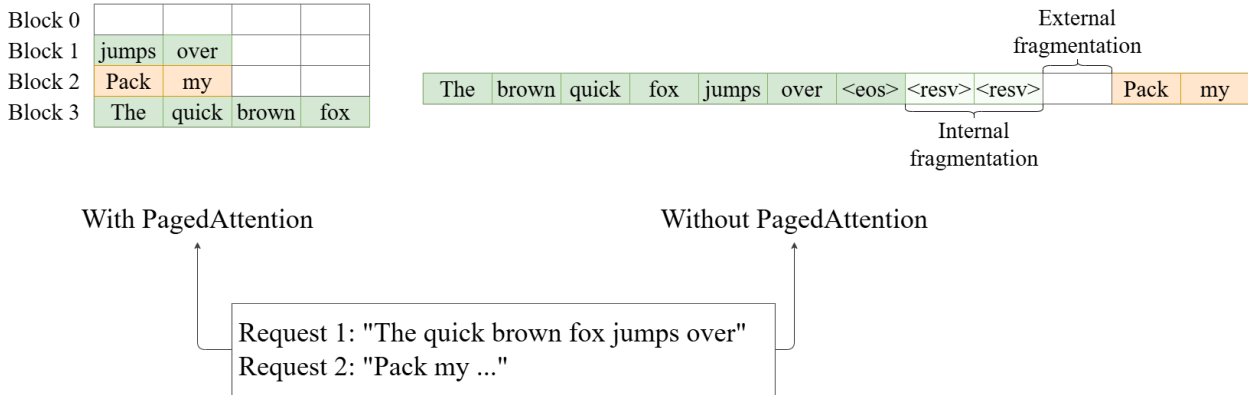 Block 0
Block 1 jumps over
Block 2 Pack my
Block 3 The quick brown fox
External
fragmentation
The brown quick fox jumps over <eos> <resv> <resv> Pack my
Internal
fragmentation
With PagedAttention
Without PagedAttention
Request 1: "The quick brown fox jumps over"
Request 2: "Pack my ..."